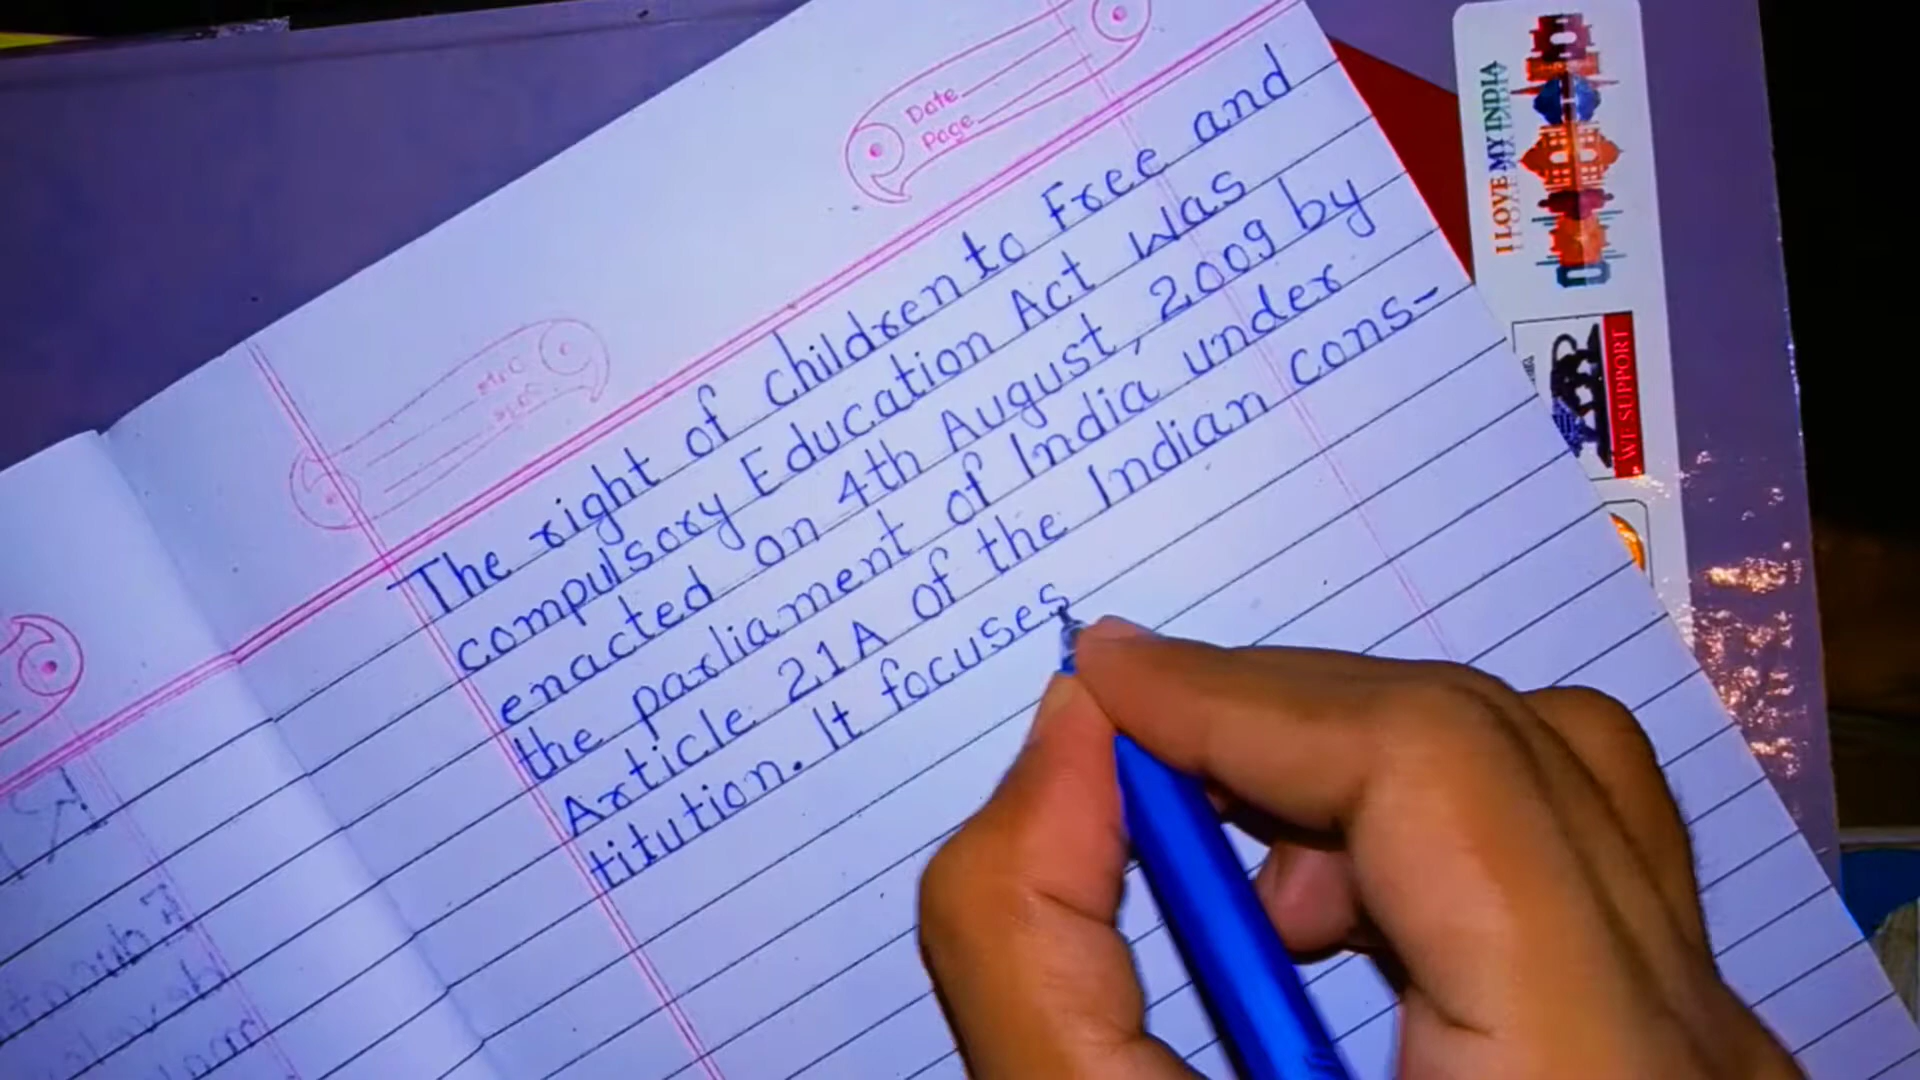 Date
Page
The right of children to Free and
compulsory Education Act was
enacted on 4th August, 2009 by
the parliament of India under
Article 21A of the Indian cons-
titution. It focuses
I LOVE MY INDIA
WE SUPPORT